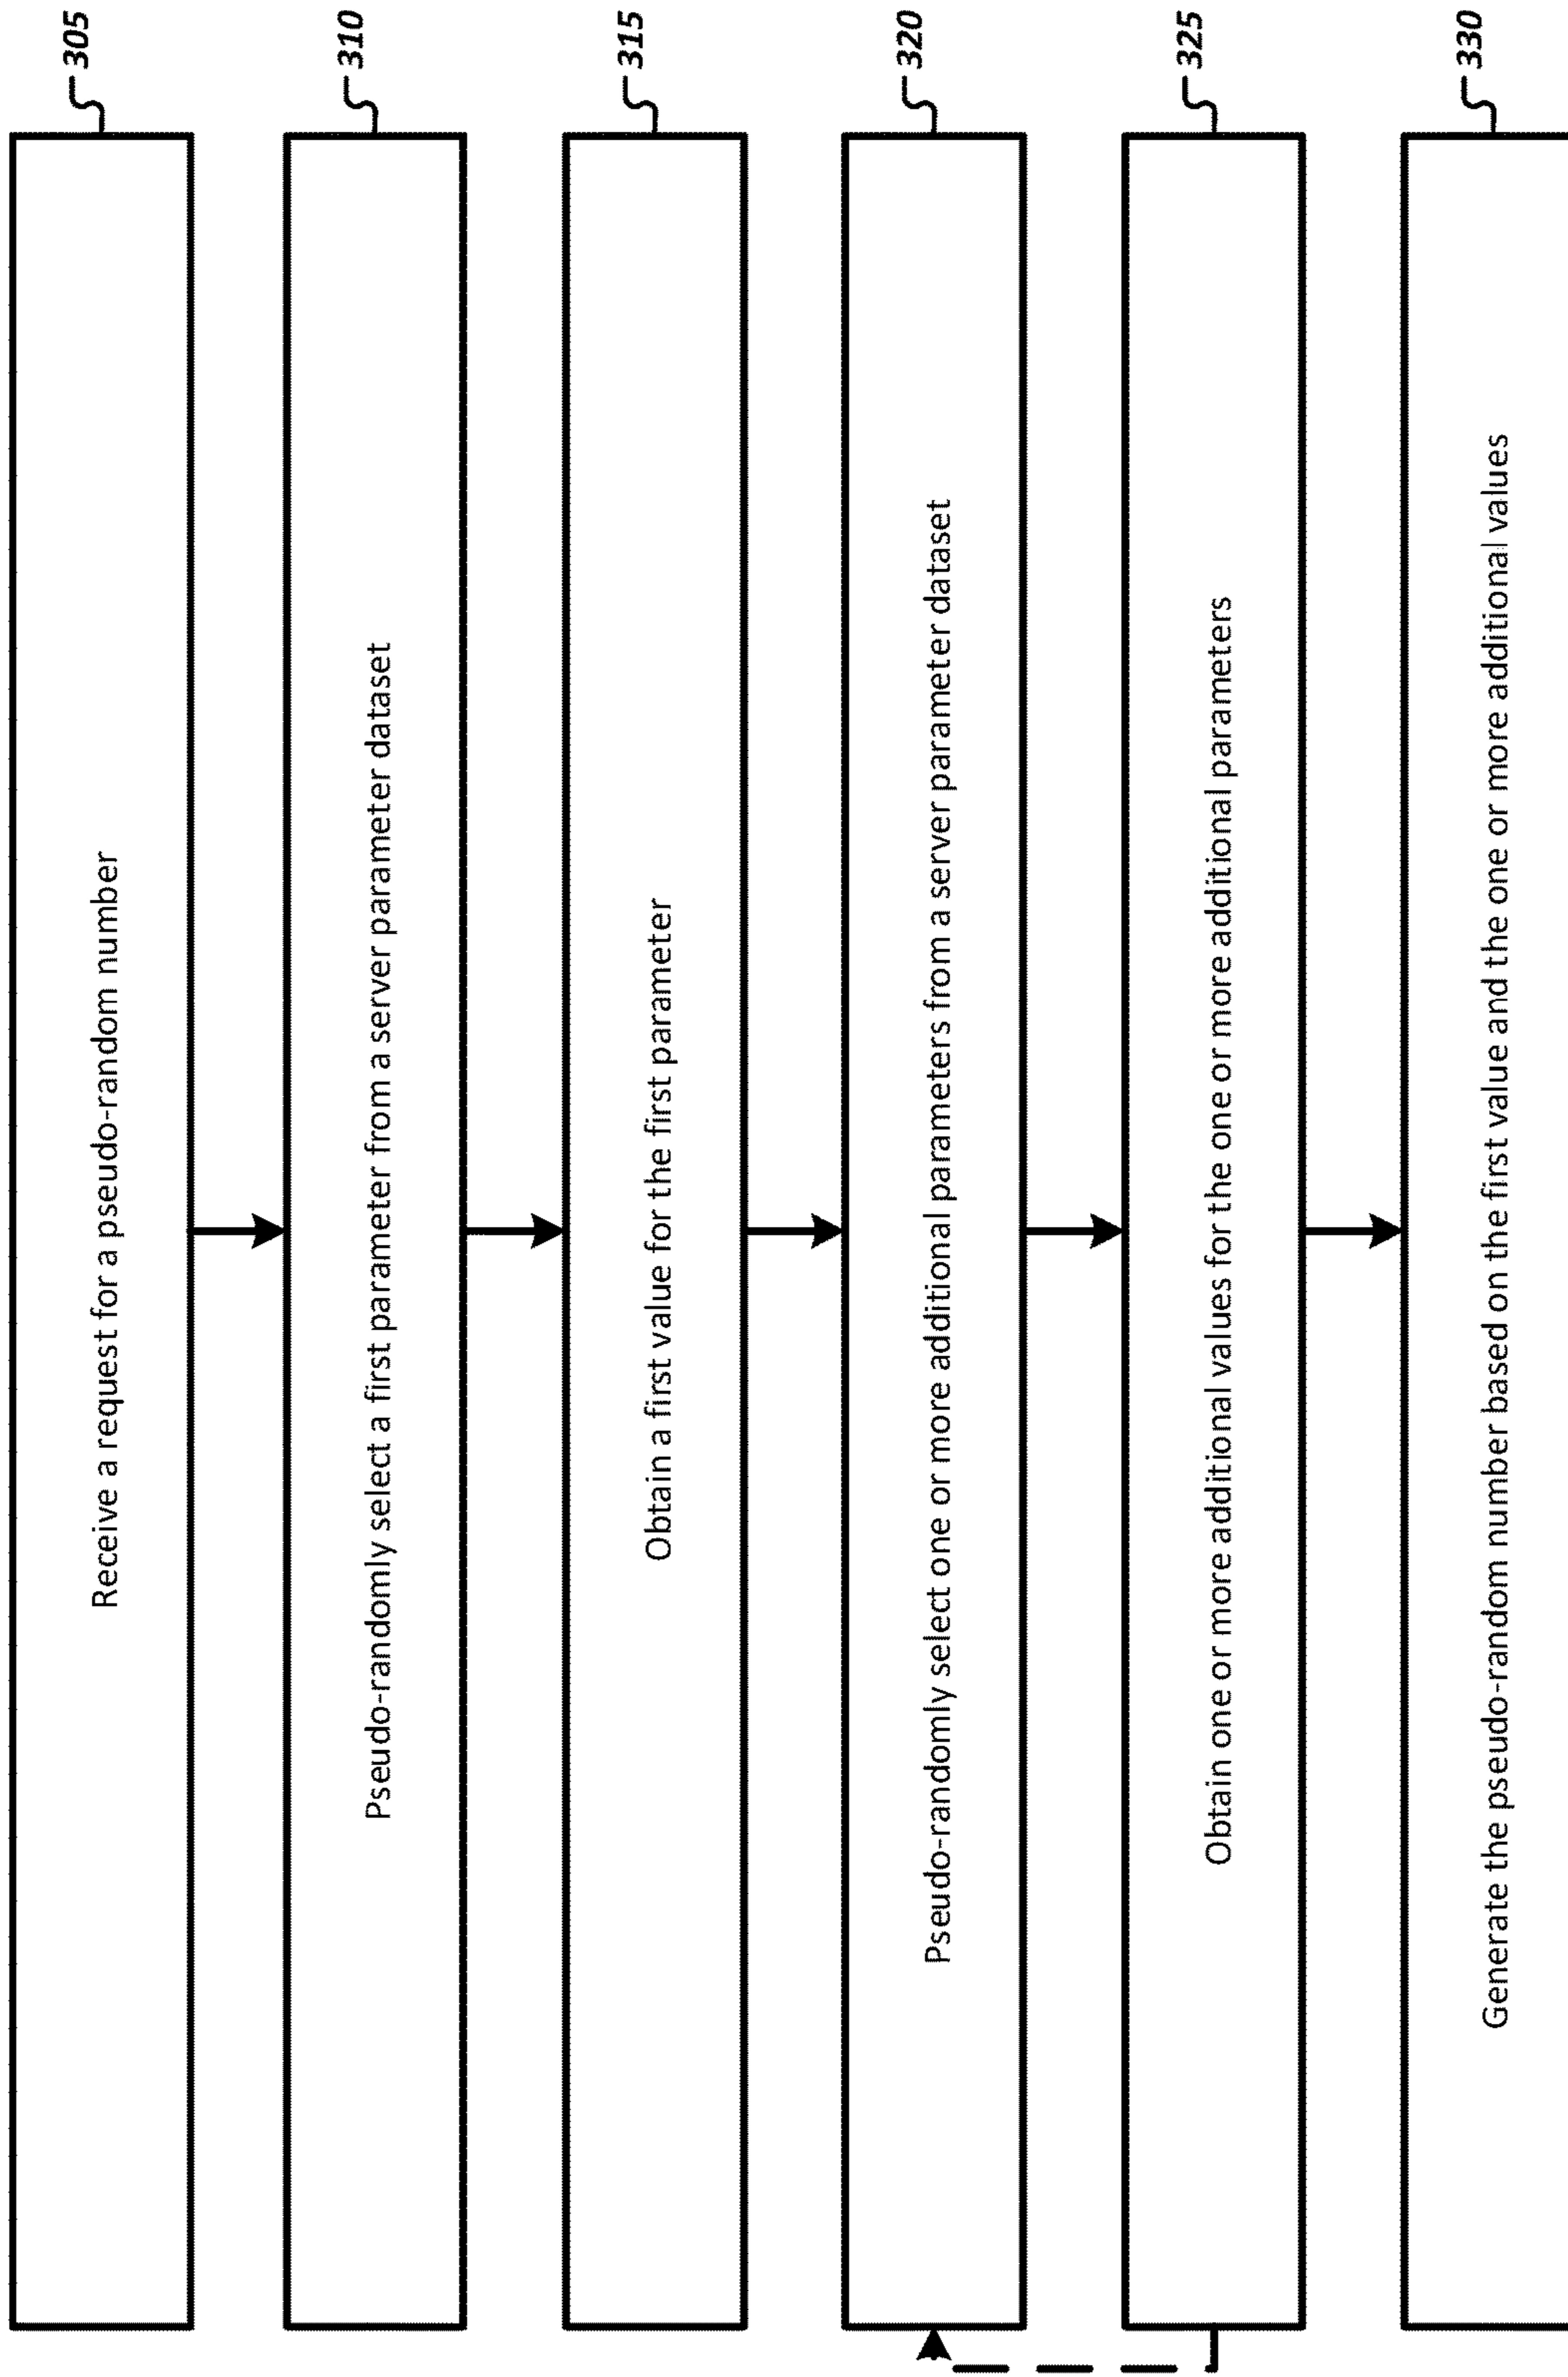 305
Receive a request for a pseudo-random number
310
Pseudo-randomly select a first parameter from a server parameter dataset
315
Obtain a first value for the first parameter
320
Pseudo-randomly select one or more additional parameters from a server parameter dataset
325
Obtain one or more additional values for the one or more additional parameters
330
Generate the pseudo-random number based on the first value and the one or more additional values